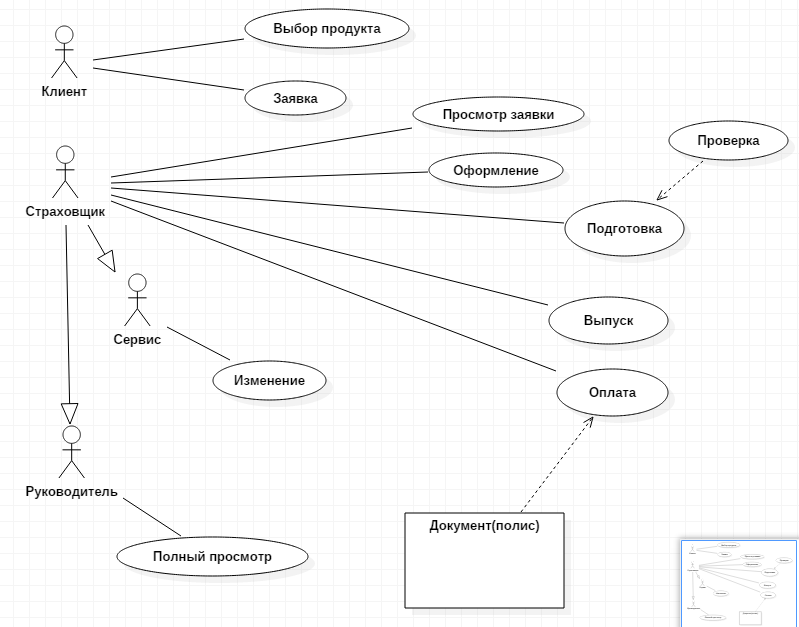 Выбор продукта
Клиент
Заявка
Просмотр заявки
Проверка
Оформление
Страховщик
Подготовка
Выпуск
Сервис
Изменение
Оплата
Руководитель
Документ(полис)
Полный просмотр